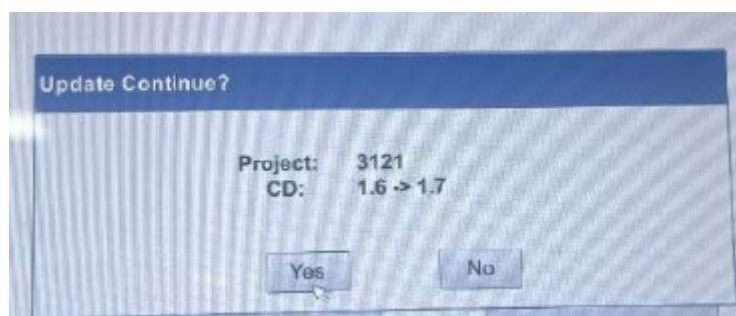 Update Continue?
Project: 3121
CD: 1.6 -> 1.7
Yes No